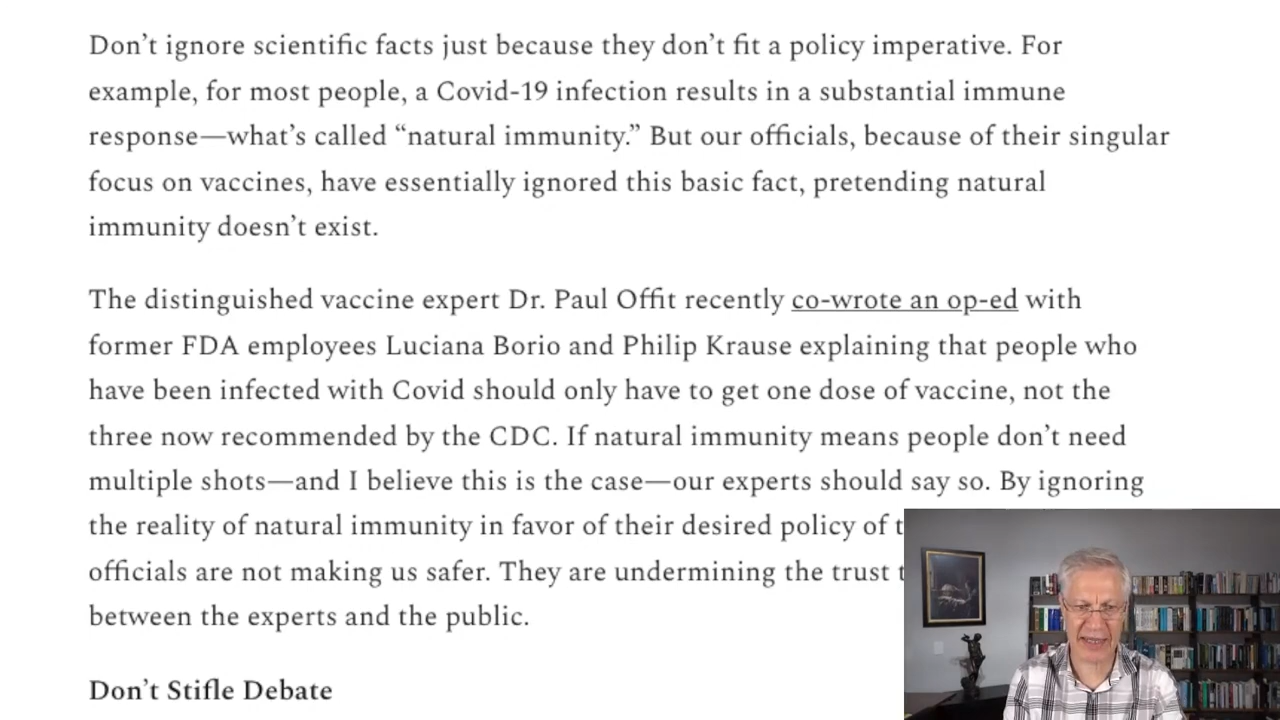 Don’t ignore scientific facts just because they don’t fit a policy imperative. For
example, for most people, a Covid-19 infection results in a substantial immune
response—what’s called “natural immunity.” But our officials, because of their singular
focus on vaccines, have essentially ignored this basic fact, pretending natural
immunity doesn’t exist.
The distinguished vaccine expert Dr. Paul Offit recently co-wrote an op-ed with
former FDA employees Luciana Borio and Philip Krause explaining that people who
have been infected with Covid should only have to get one dose of vaccine, not the
three now recommended by the CDC. If natural immunity means people don’t need
multiple shots—and I believe this is the case—our experts should say so. By ignoring
the reality of natural immunity in favor of their desired policy of
officials are not making us safer. They are undermining the trust
between the experts and the public.
Don’t Stifle Debate